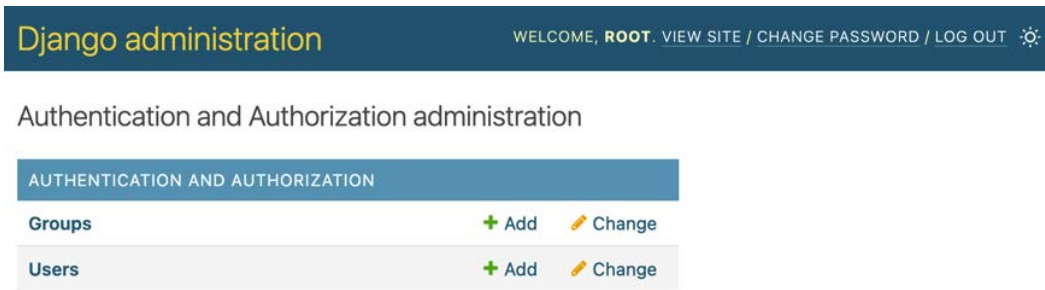 Django administration
WELCOME, ROOT. VIEW SITE / CHANGE PASSWORD / LOG OUT
Authentication and Authorization administration
AUTHENTICATION AND AUTHORIZATION
Groups Add Change
Users Add Change